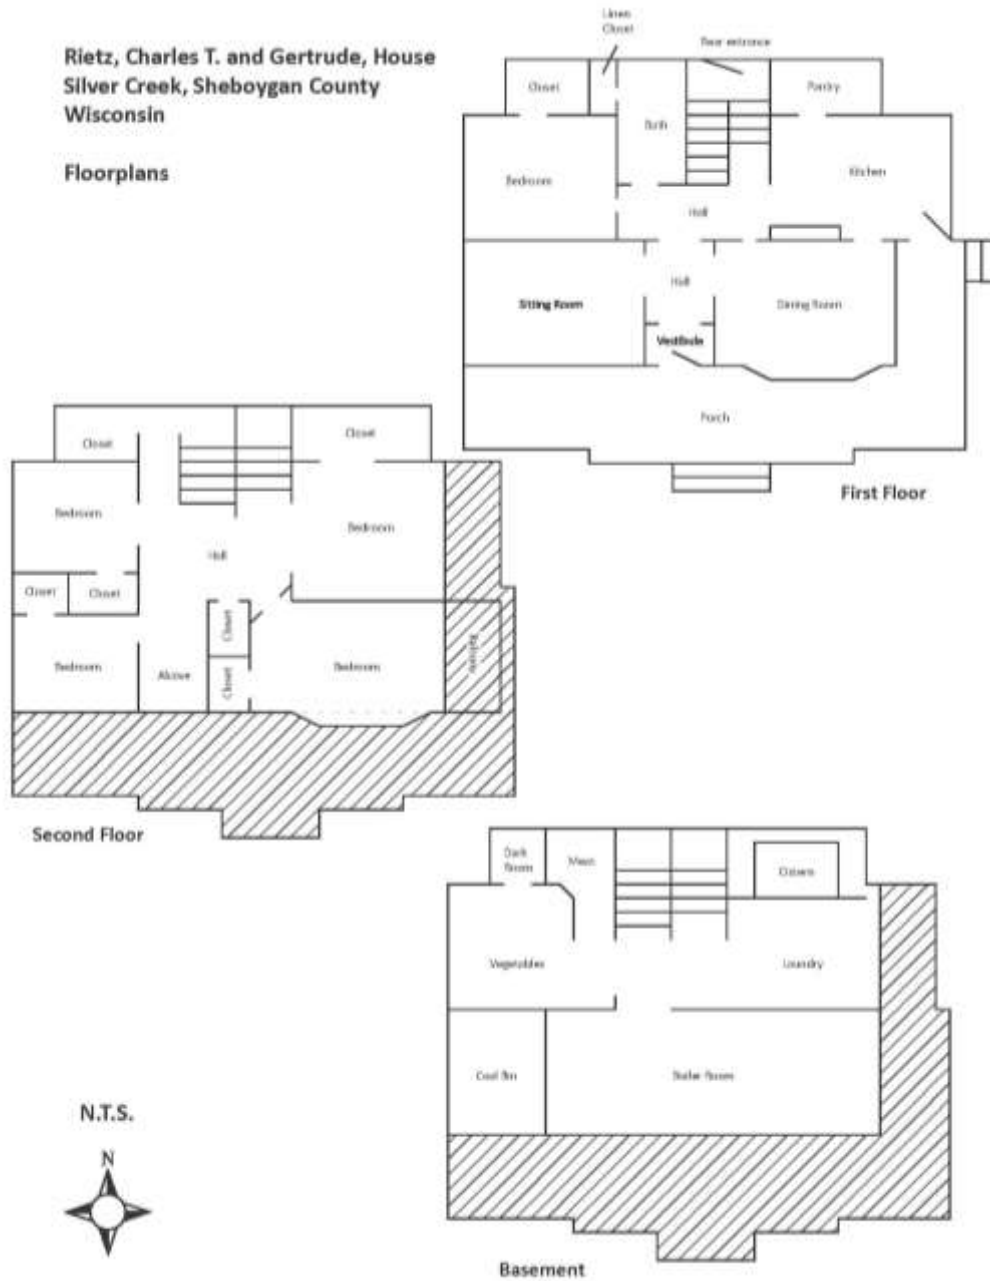 Rietz, Charles T. and Gertrude, House
Silver Creek, Sheboygan County
Wisconsin
Floorplans
Linen
Closet
Rear entrance
Closet
Pantry
Bath
Bedroom
Kitchen
Hall
Hall
Sitting Room
Dining Room
Vestibule
Porch
First Floor
Closet
Closet
Bedroom
Bedroom
Hall
Closet
Closet
Closet
Bedroom
Alcove
Closet
Bedroom
Balcony
Second Floor
Dark
Room
Meat
Cistern
Vegetables
Laundry
Coal Bin
Boiler Room
Basement
N.T.S.
N